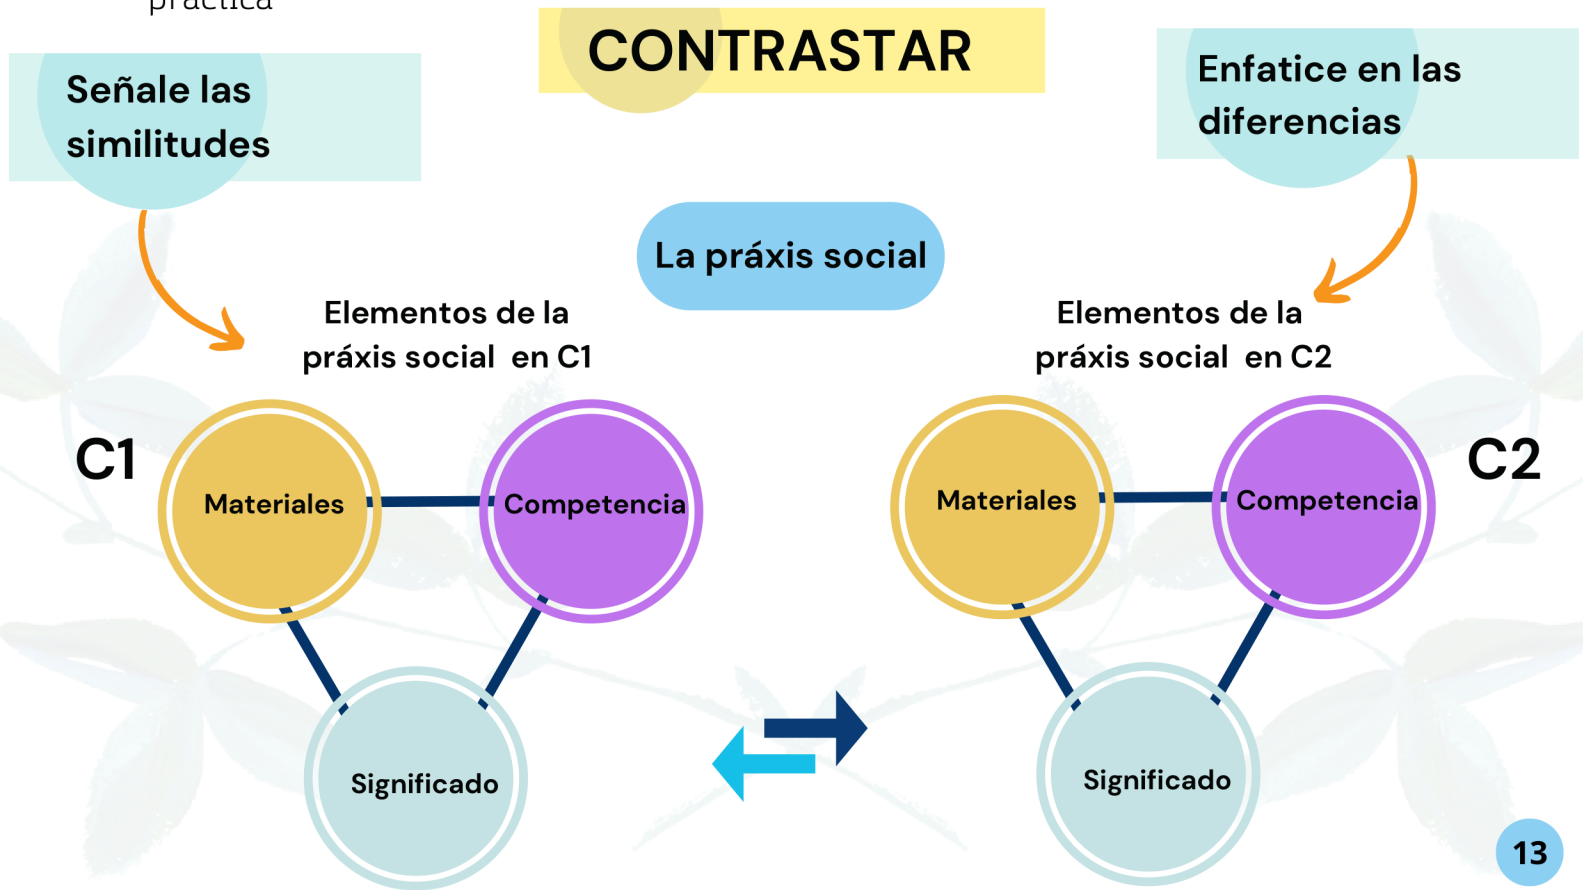 práctica
CONTRASTAR
Señale las
similitudes
Enfatice en las
diferencias
La práxis social
Elementos de la
práxis social en C1
Elementos de la
práxis social en C2
C1
Materiales
Competencia
Significado
Materiales
Competencia
C2
Significado
13